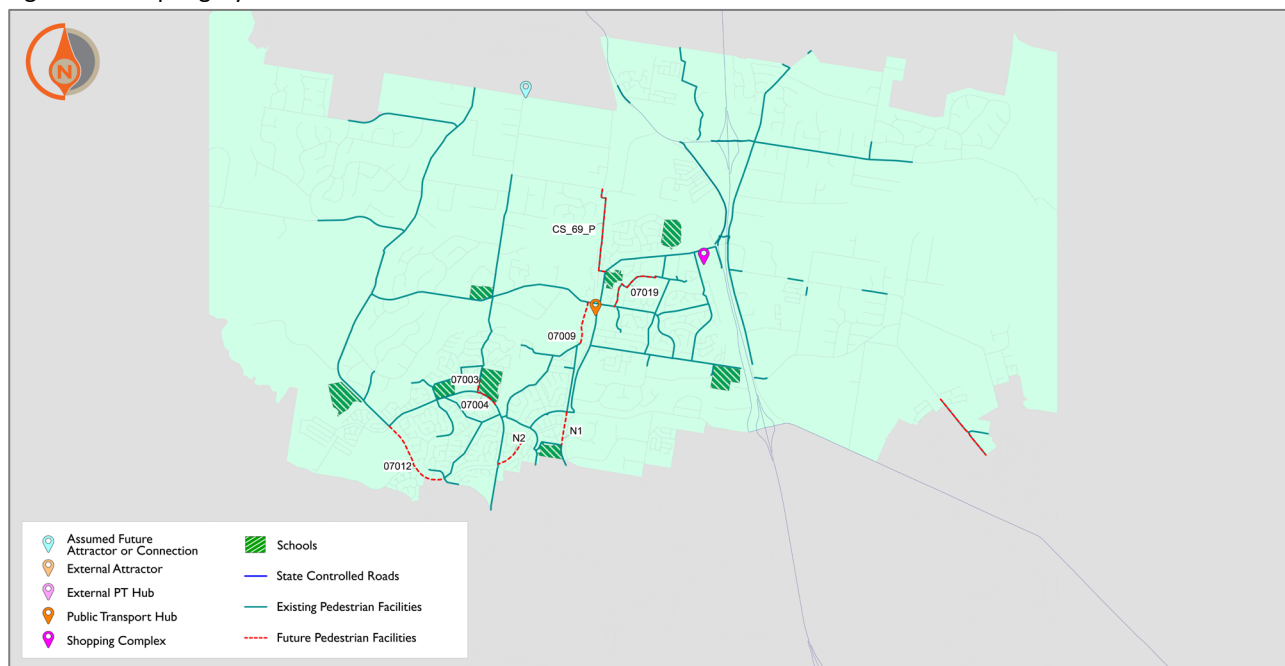 N
CS_69_P
07019
07009
07003
07004
N2
N1
07012
Assumed Future
Attractor or Connection
External Attractor
External PT Hub
Public Transport Hub
Shopping Complex
Schools
State Controlled Roads
Existing Pedestrian Facilities
Future Pedestrian Facilities